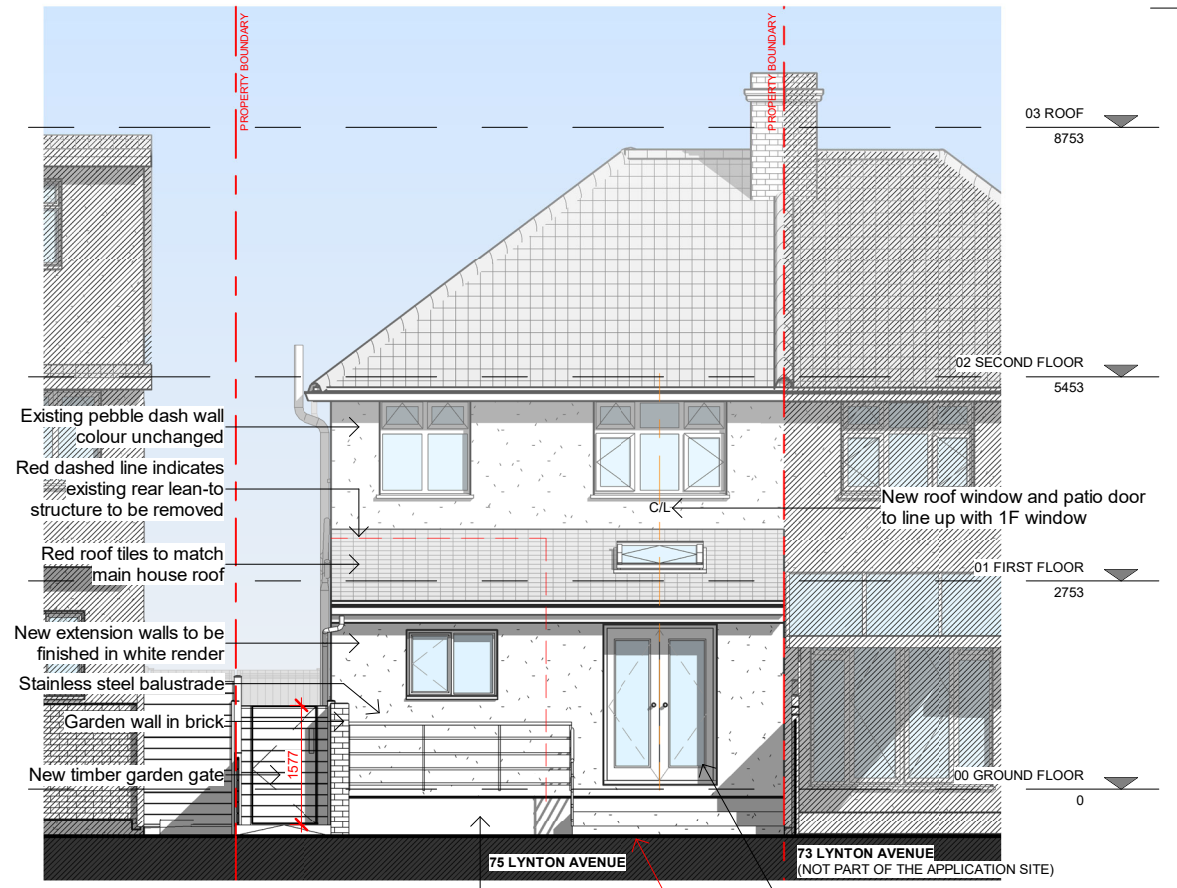 PROPERTY BOUNDARY
PROPERTY BOUNDARY
03 ROOF
8753
02 SECOND FLOOR
5453
Existing pebble dash wall
colour unchanged
Red dashed line indicates
existing rear lean-to
structure to be removed
C/L
New roof window and patio door
to line up with 1F window
Red roof tiles to match
main house roof
01 FIRST FLOOR
2753
New extension walls to be
finished in white render
Stainless steel balustrade
Garden wall in brick
New timber garden gate
1577
00 GROUND FLOOR
0
75 LYNTON AVENUE
73 LYNTON AVENUE
(NOT PART OF THE APPLICATION SITE)